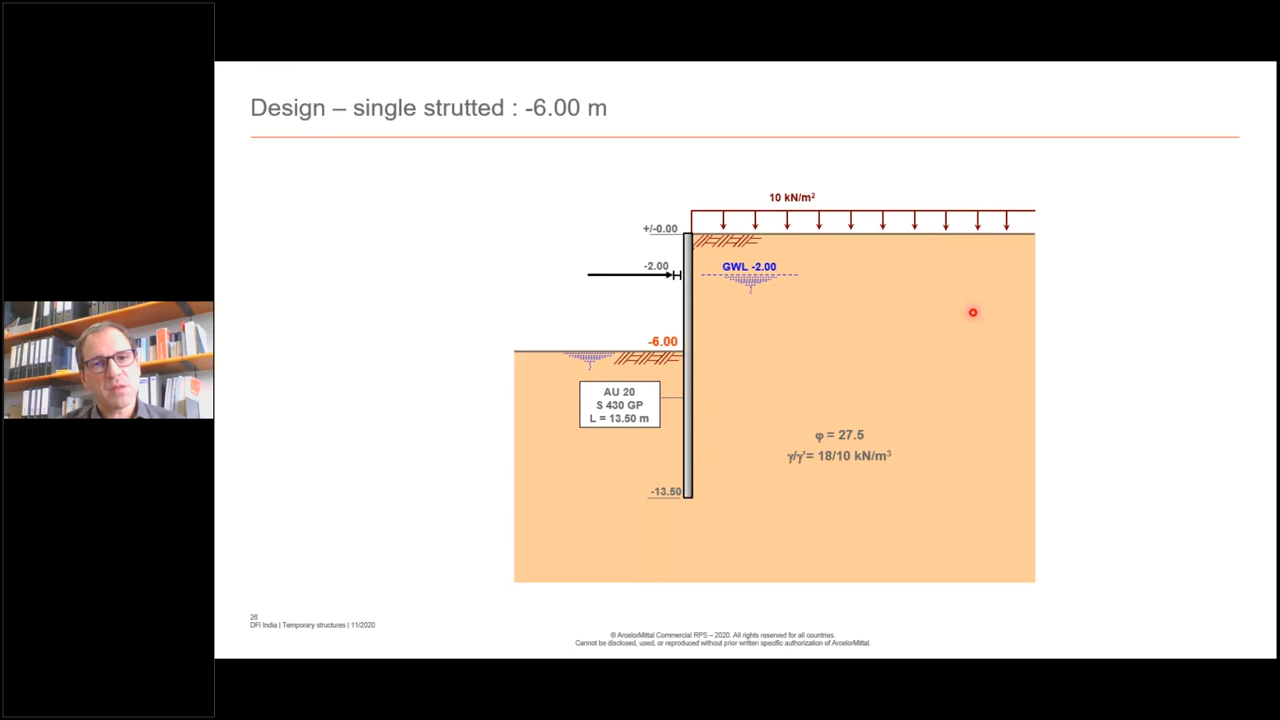 Design – single strutted : -6.00 m
10 kN/m²
+/-0.00
-2.00
GWL -2.00
-6.00
AU 20
S 430 GP
L = 13.50 m
φ = 27.5
γ/γ'= 18/10 kN/m³
-13.50
26
DFI India | Temporary structures | 11/2020
© ArcelorMittal Commercial RPS – 2020. All rights reserved for all countries.
Cannot be disclosed, used, or reproduced without prior written specific authorization of ArcelorMittal.